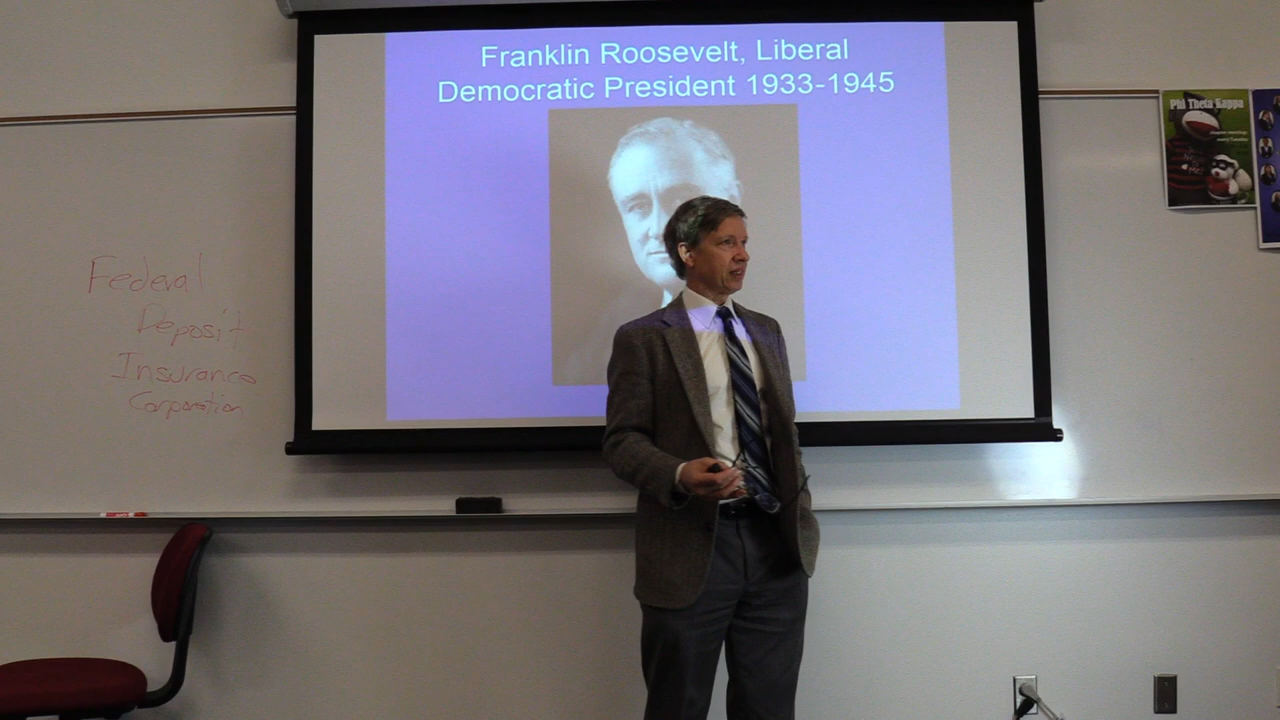 Franklin Roosevelt, Liberal
Democratic President 1933-1945
Federal
Deposit
Insurance
Corporation
Phi Theta Kappa